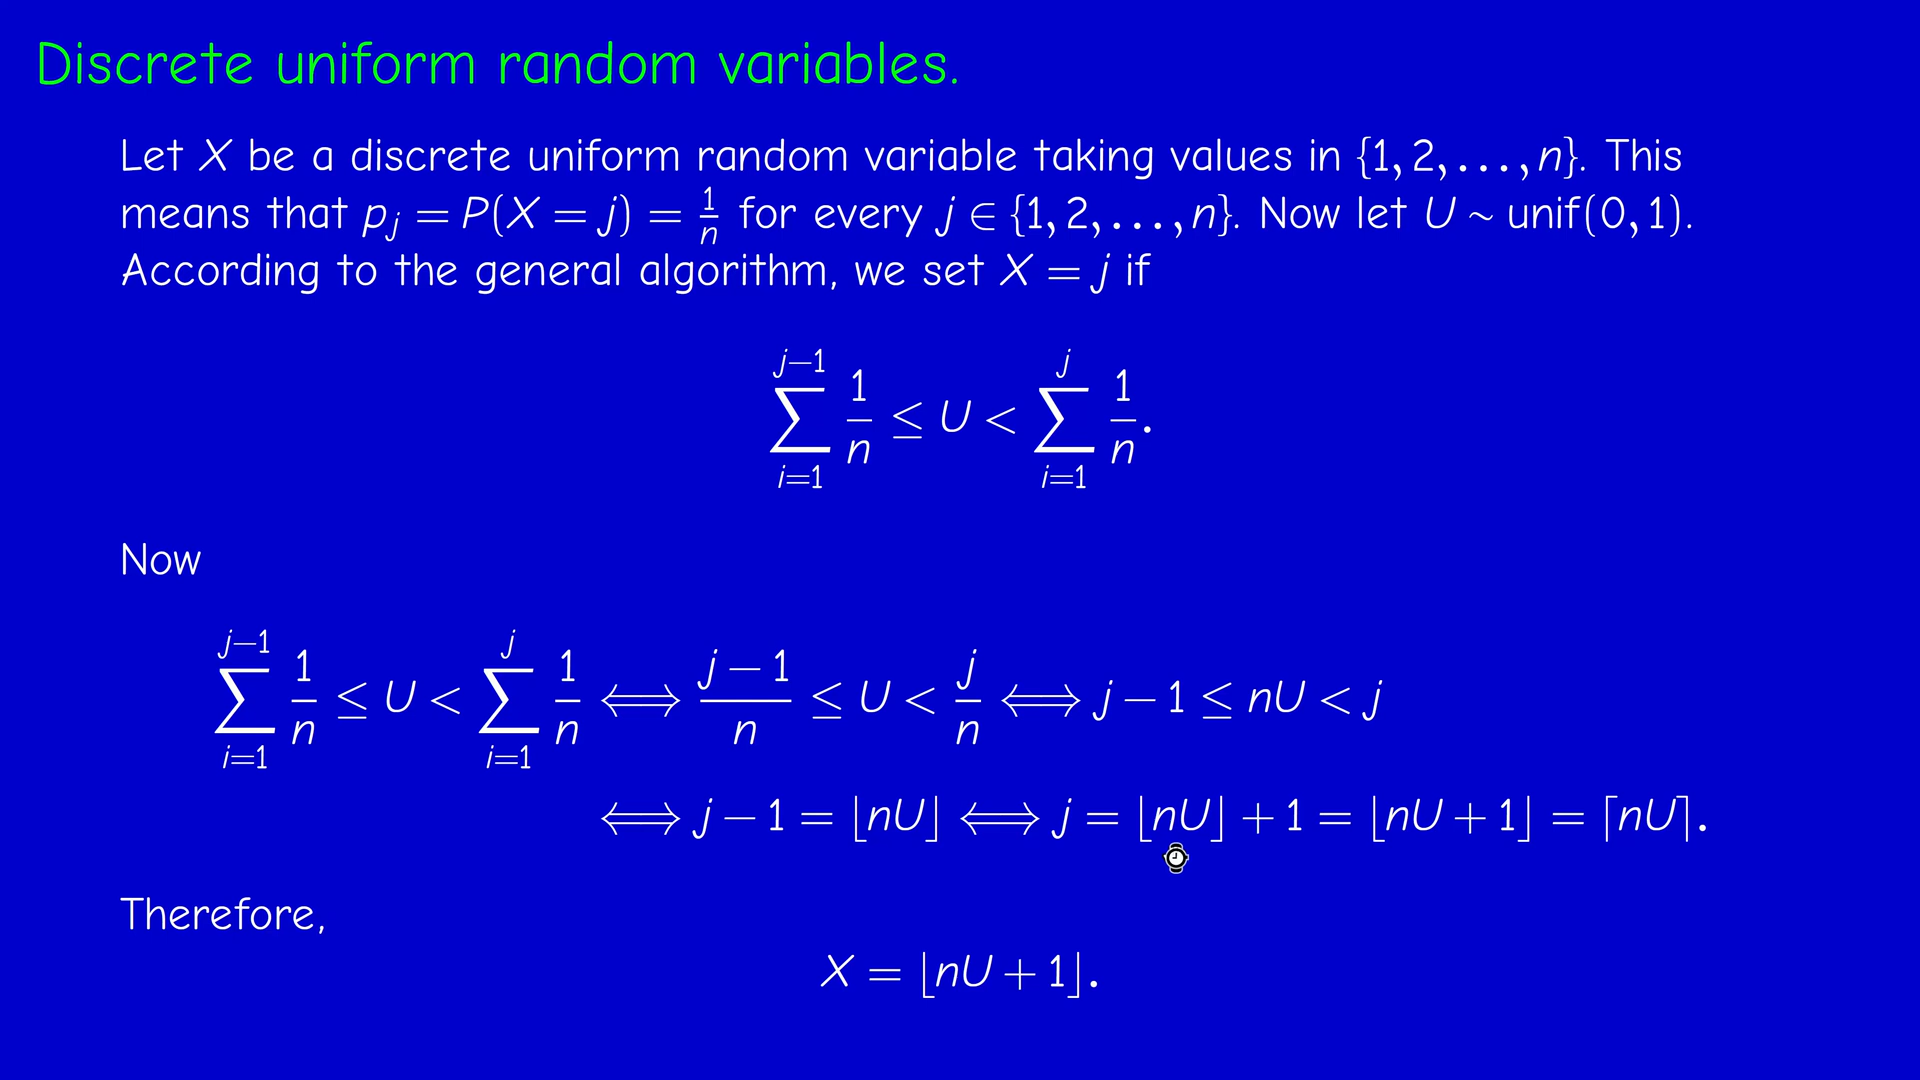 Discrete uniform random variables.
Let X be a discrete uniform random variable taking values in {1, 2, . . . , n}. This
means that p_j = P(X = j) = 1/n for every j ∈ {1, 2, . . . , n}. Now let U ∼ unif(0, 1).
According to the general algorithm, we set X = j if
∑_{i=1}^{j−1} 1/n ≤ U < ∑_{i=1}^{j} 1/n.
Now
∑_{i=1}^{j−1} 1/n ≤ U < ∑_{i=1}^{j} 1/n ⟺ (j − 1)/n ≤ U < j/n ⟺ j − 1 ≤ nU < j
⟺ j − 1 = ⌊nU⌋ ⟺ j = ⌊nU⌋ + 1 = ⌊nU + 1⌋ = ⌈nU⌉.
Therefore,
X = ⌊nU + 1⌋.